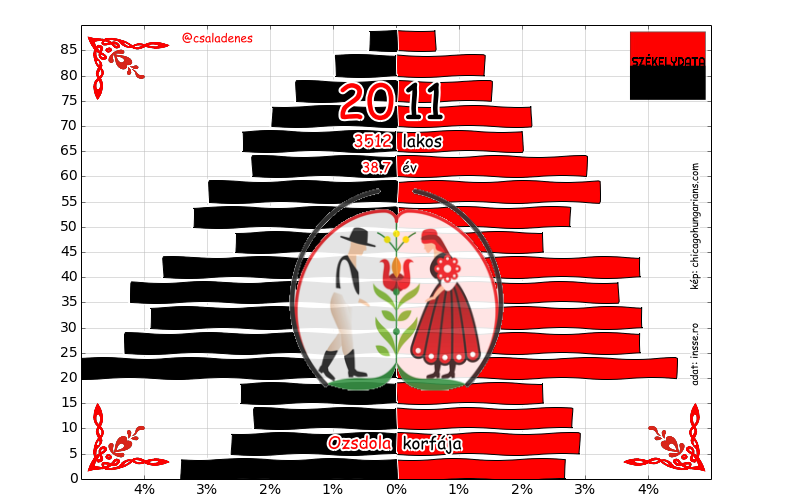 @csaladenes
SZÉKELYDATA
2011
3512 lakos
38.7 év
Ozsdola korfája
kép: chicagohungarians.com
adat: insse.ro
85
80
75
70
65
60
55
50
45
40
35
30
25
20
15
10
5
0
4% 3% 2% 1% 0% 1% 2% 3% 4%